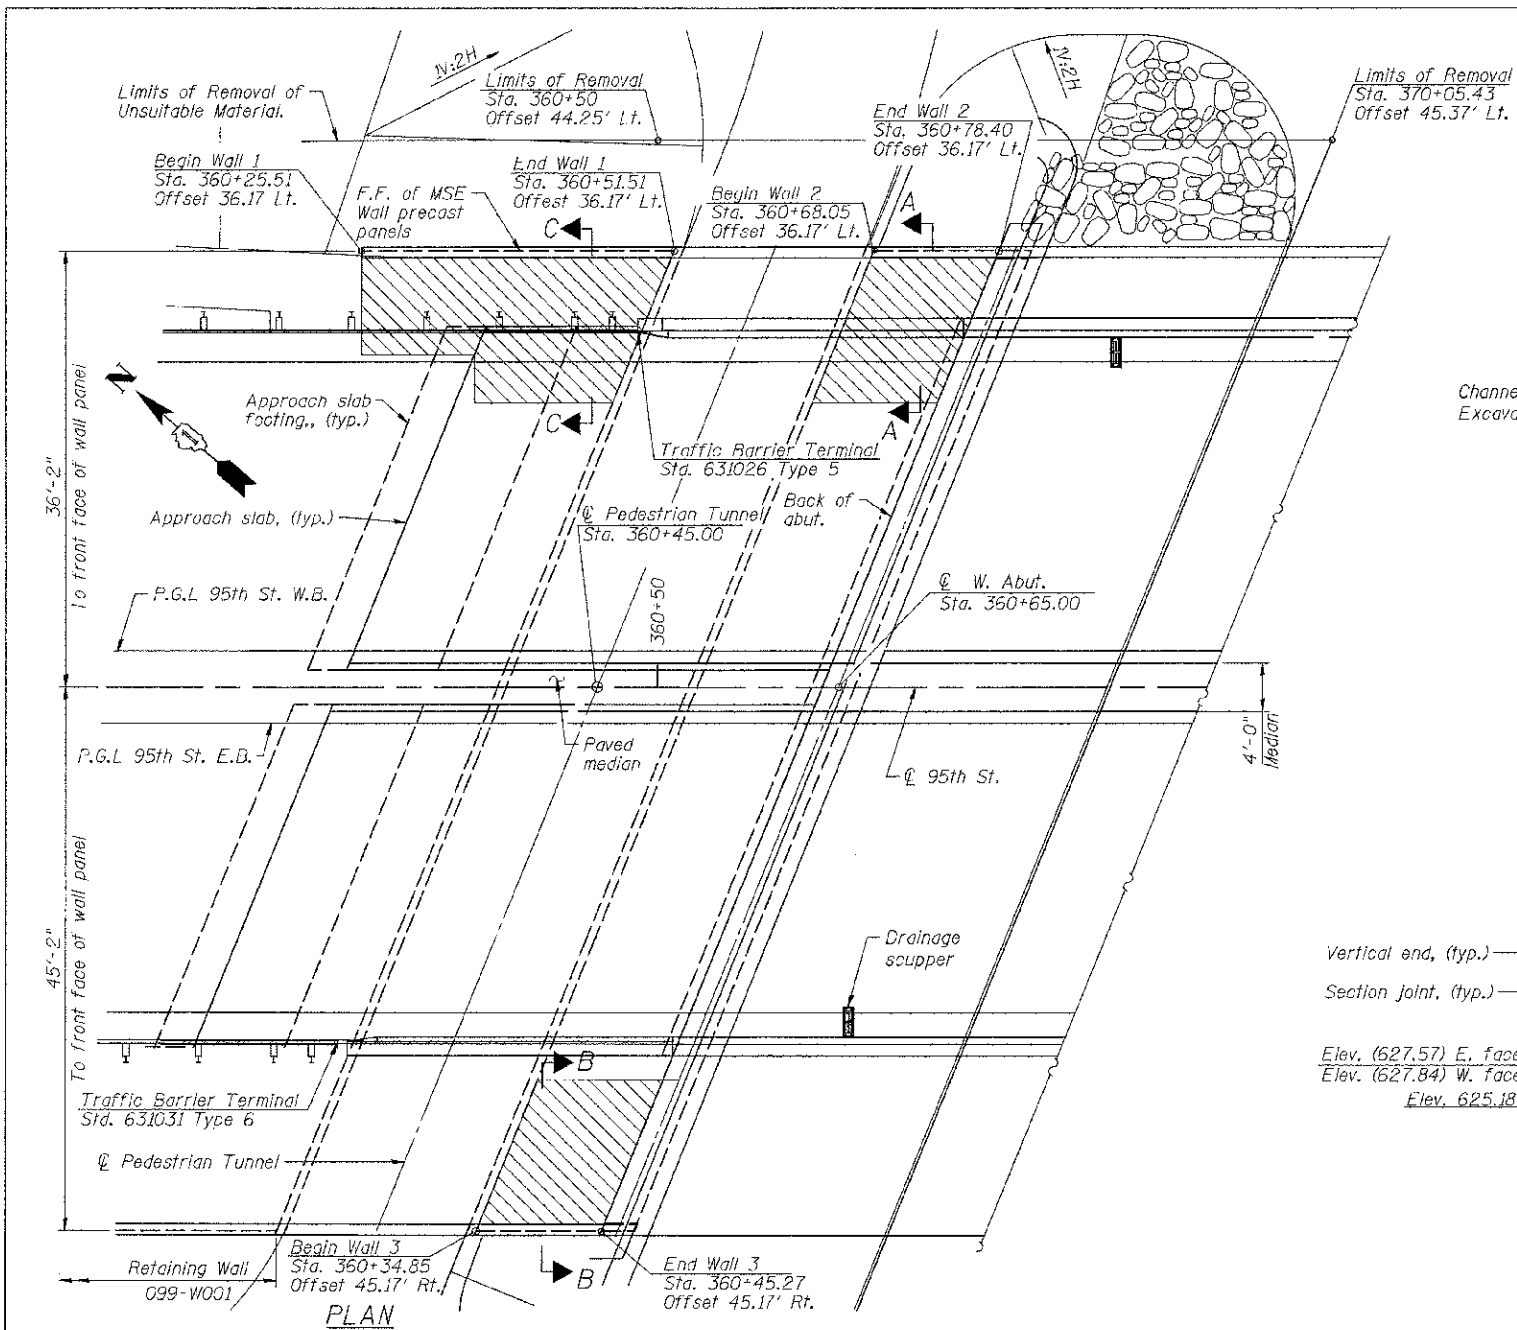 1V:2H
Limits of Removal of
Unsuitable Material.
Limits of Removal
Sta. 360+50
Offset 44.25' Lt.
1V:2H
Limits of Removal
Sta. 370+05.43
Offset 45.37' Lt.
End Wall 2
Sta. 360+78.40
Offset 36.17' Lt.
Begin Wall 1
Sta. 360+25.51
Offset 36.17 Lt.
F.F. of MSE
Wall precast
panels
End Wall 1
Sta. 360+51.51
Offest 36.17' Lt.
Begin Wall 2
Sta. 360+68.05
Offset 36.17' Lt.
C
A
N
Approach slab
footing,, (typ.)
C
A
Channe
Excava
Traffic Barrier Terminal
Sta. 631026 Type 5
36'-2"
To front face of wall panel
Approach slab, (typ.)
℄ Pedestrian Tunnel
Sta. 360+45.00
Back of
abut.
P.G.L 95th St. W.B.
360+50
℄ W. Abut.
Sta. 360+65.00
P.G.L 95th St. E.B.
Paved
median
℄ 95th St.
4'-0"
Median
45'-2"
To front face of wall panel
Drainage
scupper
Vertical end, (typ.)
Section joint, (typ.)
Elev. (627.57) E. face
Elev. (627.84) W. face
Elev. 625.18
B
Traffic Barrier Terminal
Std. 631031 Type 6
℄ Pedestrian Tunnel
Begin Wall 3
Sta. 360+34.85
Offset 45.17' Rt.
B
End Wall 3
Sta. 360+45.27
Offset 45.17' Rt.
Retaining Wall
099-W001
PLAN